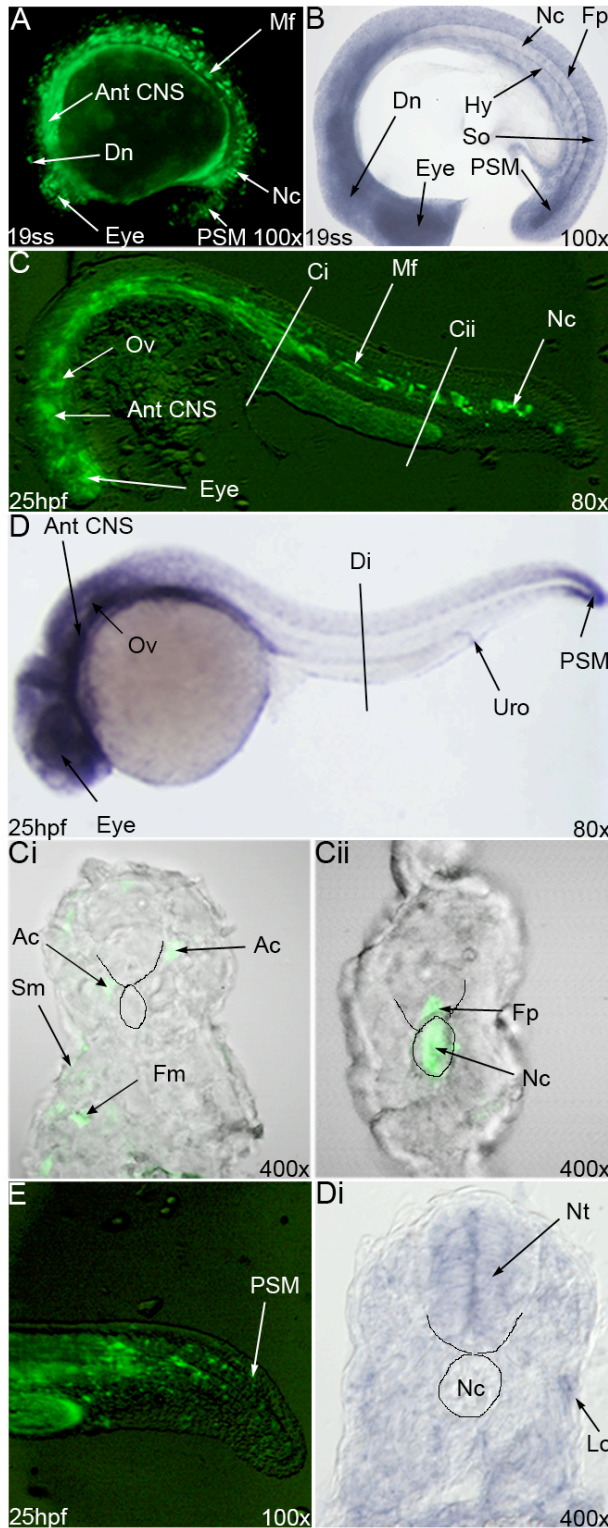 A
Mf
Ant CNS
Dn
Nc
Eye
PSM
19ss
100x
B
Nc
Fp
Hy
Dn
So
Eye
PSM
19ss
100x
C
Ci
Mf
Cii
Nc
Ov
Ant CNS
Eye
25hpf
80x
D
Ant CNS
Di
Ov
PSM
Uro
Eye
25hpf
80x
Ci
Ac
Ac
Sm
Fm
400x
Cii
Fp
Nc
400x
E
PSM
25hpf
100x
Di
Nt
Nc
400x